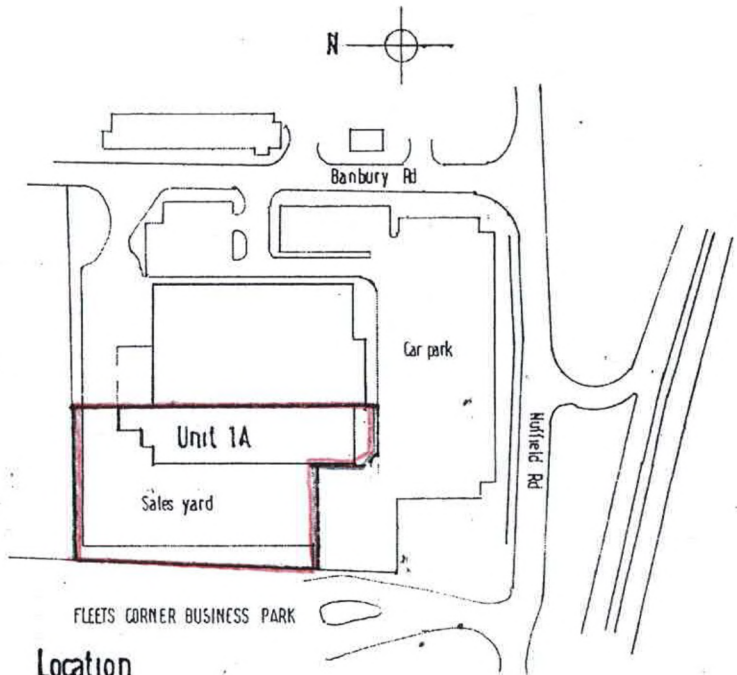 N
Banbury Rd
Car park
Nuffield Rd
Unit 1A
Sales yard
FLEETS CORNER BUSINESS PARK
Location